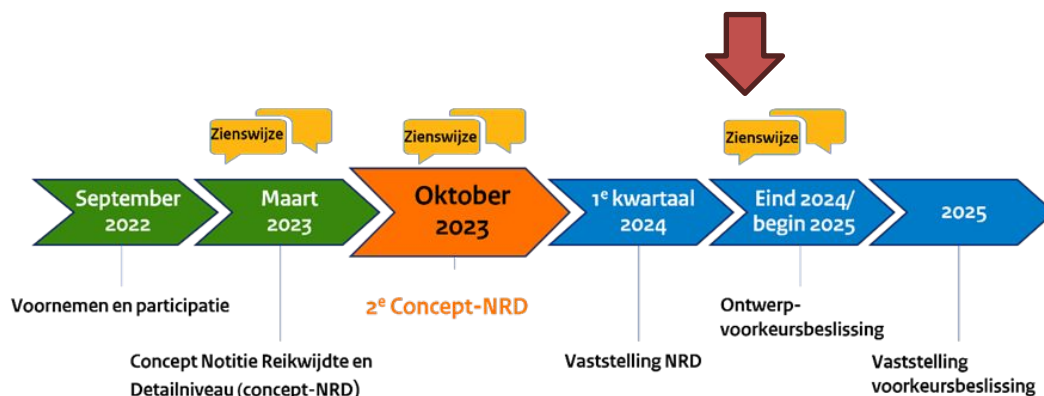 Zienswijze
Zienswijze
Zienswijze
September
2022
Maart
2023
Oktober
2023
1e kwartaal
2024
Eind 2024/
begin 2025
2025
Voornemen en participatie
2e Concept-NRD
Ontwerp-
voorkeursbeslissing
Concept Notitie Reikwijdte en
Detailniveau (concept-NRD)
Vaststelling NRD
Vaststelling
voorkeursbeslissing